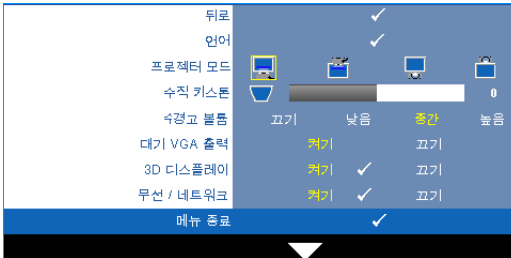 뒤로
언어
프로젝터 모드
수직 키스톤 0
경고 볼륨 끄기 낮음 중간 높음
대기 VGA 출력 켜기 끄기
3D 디스플레이 켜기 끄기
무선 / 네트워크 켜기 끄기
메뉴 종료